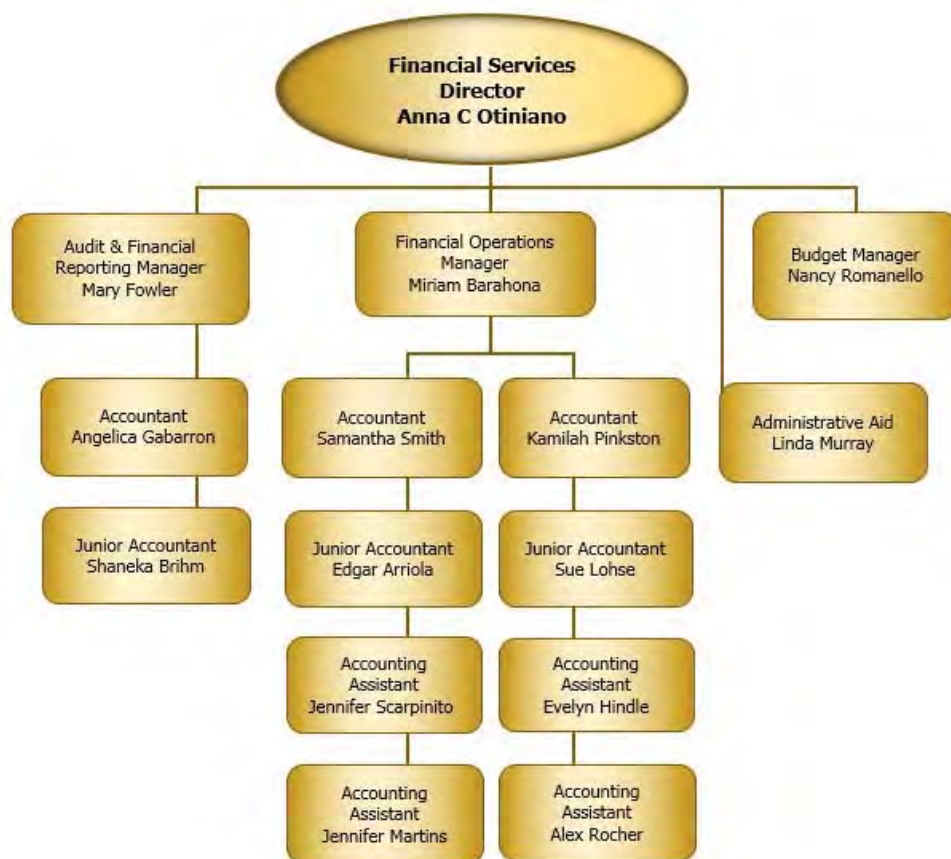 Financial Services
Director
Anna C Otiniano
Audit & Financial
Reporting Manager
Mary Fowler
Financial Operations
Manager
Miriam Barahona
Budget Manager
Nancy Romanello
Accountant
Angelica Gabarron
Accountant
Samantha Smith
Accountant
Kamilah Pinkston
Administrative Aid
Linda Murray
Junior Accountant
Shaneka Brihm
Junior Accountant
Edgar Arriola
Junior Accountant
Sue Lohse
Accounting
Assistant
Jennifer Scarpinito
Accounting
Assistant
Evelyn Hindle
Accounting
Assistant
Jennifer Martins
Accounting
Assistant
Alex Rocher